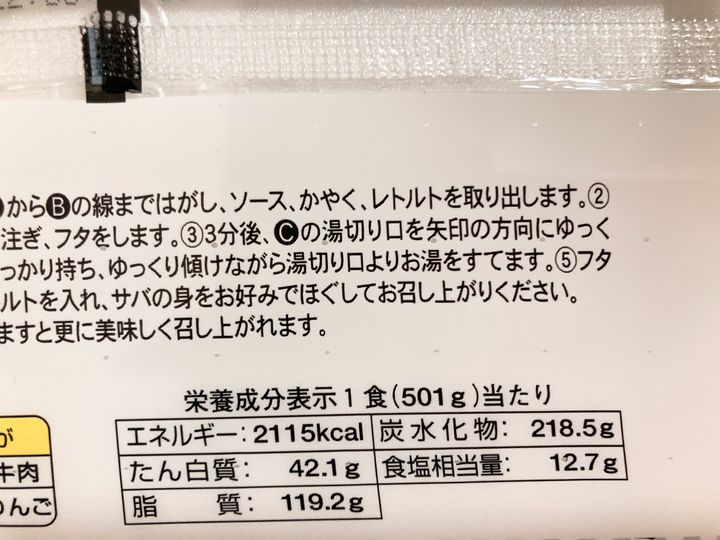 からBの線まではがし、ソース、かやく、レトルトを取り出します。②
注ぎ、フタをします。③3分後、Cの湯切り口を矢印の方向にゆっく
っかり持ち、ゆっくり傾けながら湯切り口よりお湯をすてます。⑤フタ
ルトを入れ、サバの身をお好みでほぐしてお召し上がりください。
ますと更に美味しく召し上がれます。
栄養成分表示1食(501g)当たり
エネルギー:2115kcal 炭水化物: 218.5g
たん白質: 42.1g 食塩相当量: 12.7g
脂質: 119.2g
が
牛肉
りんご